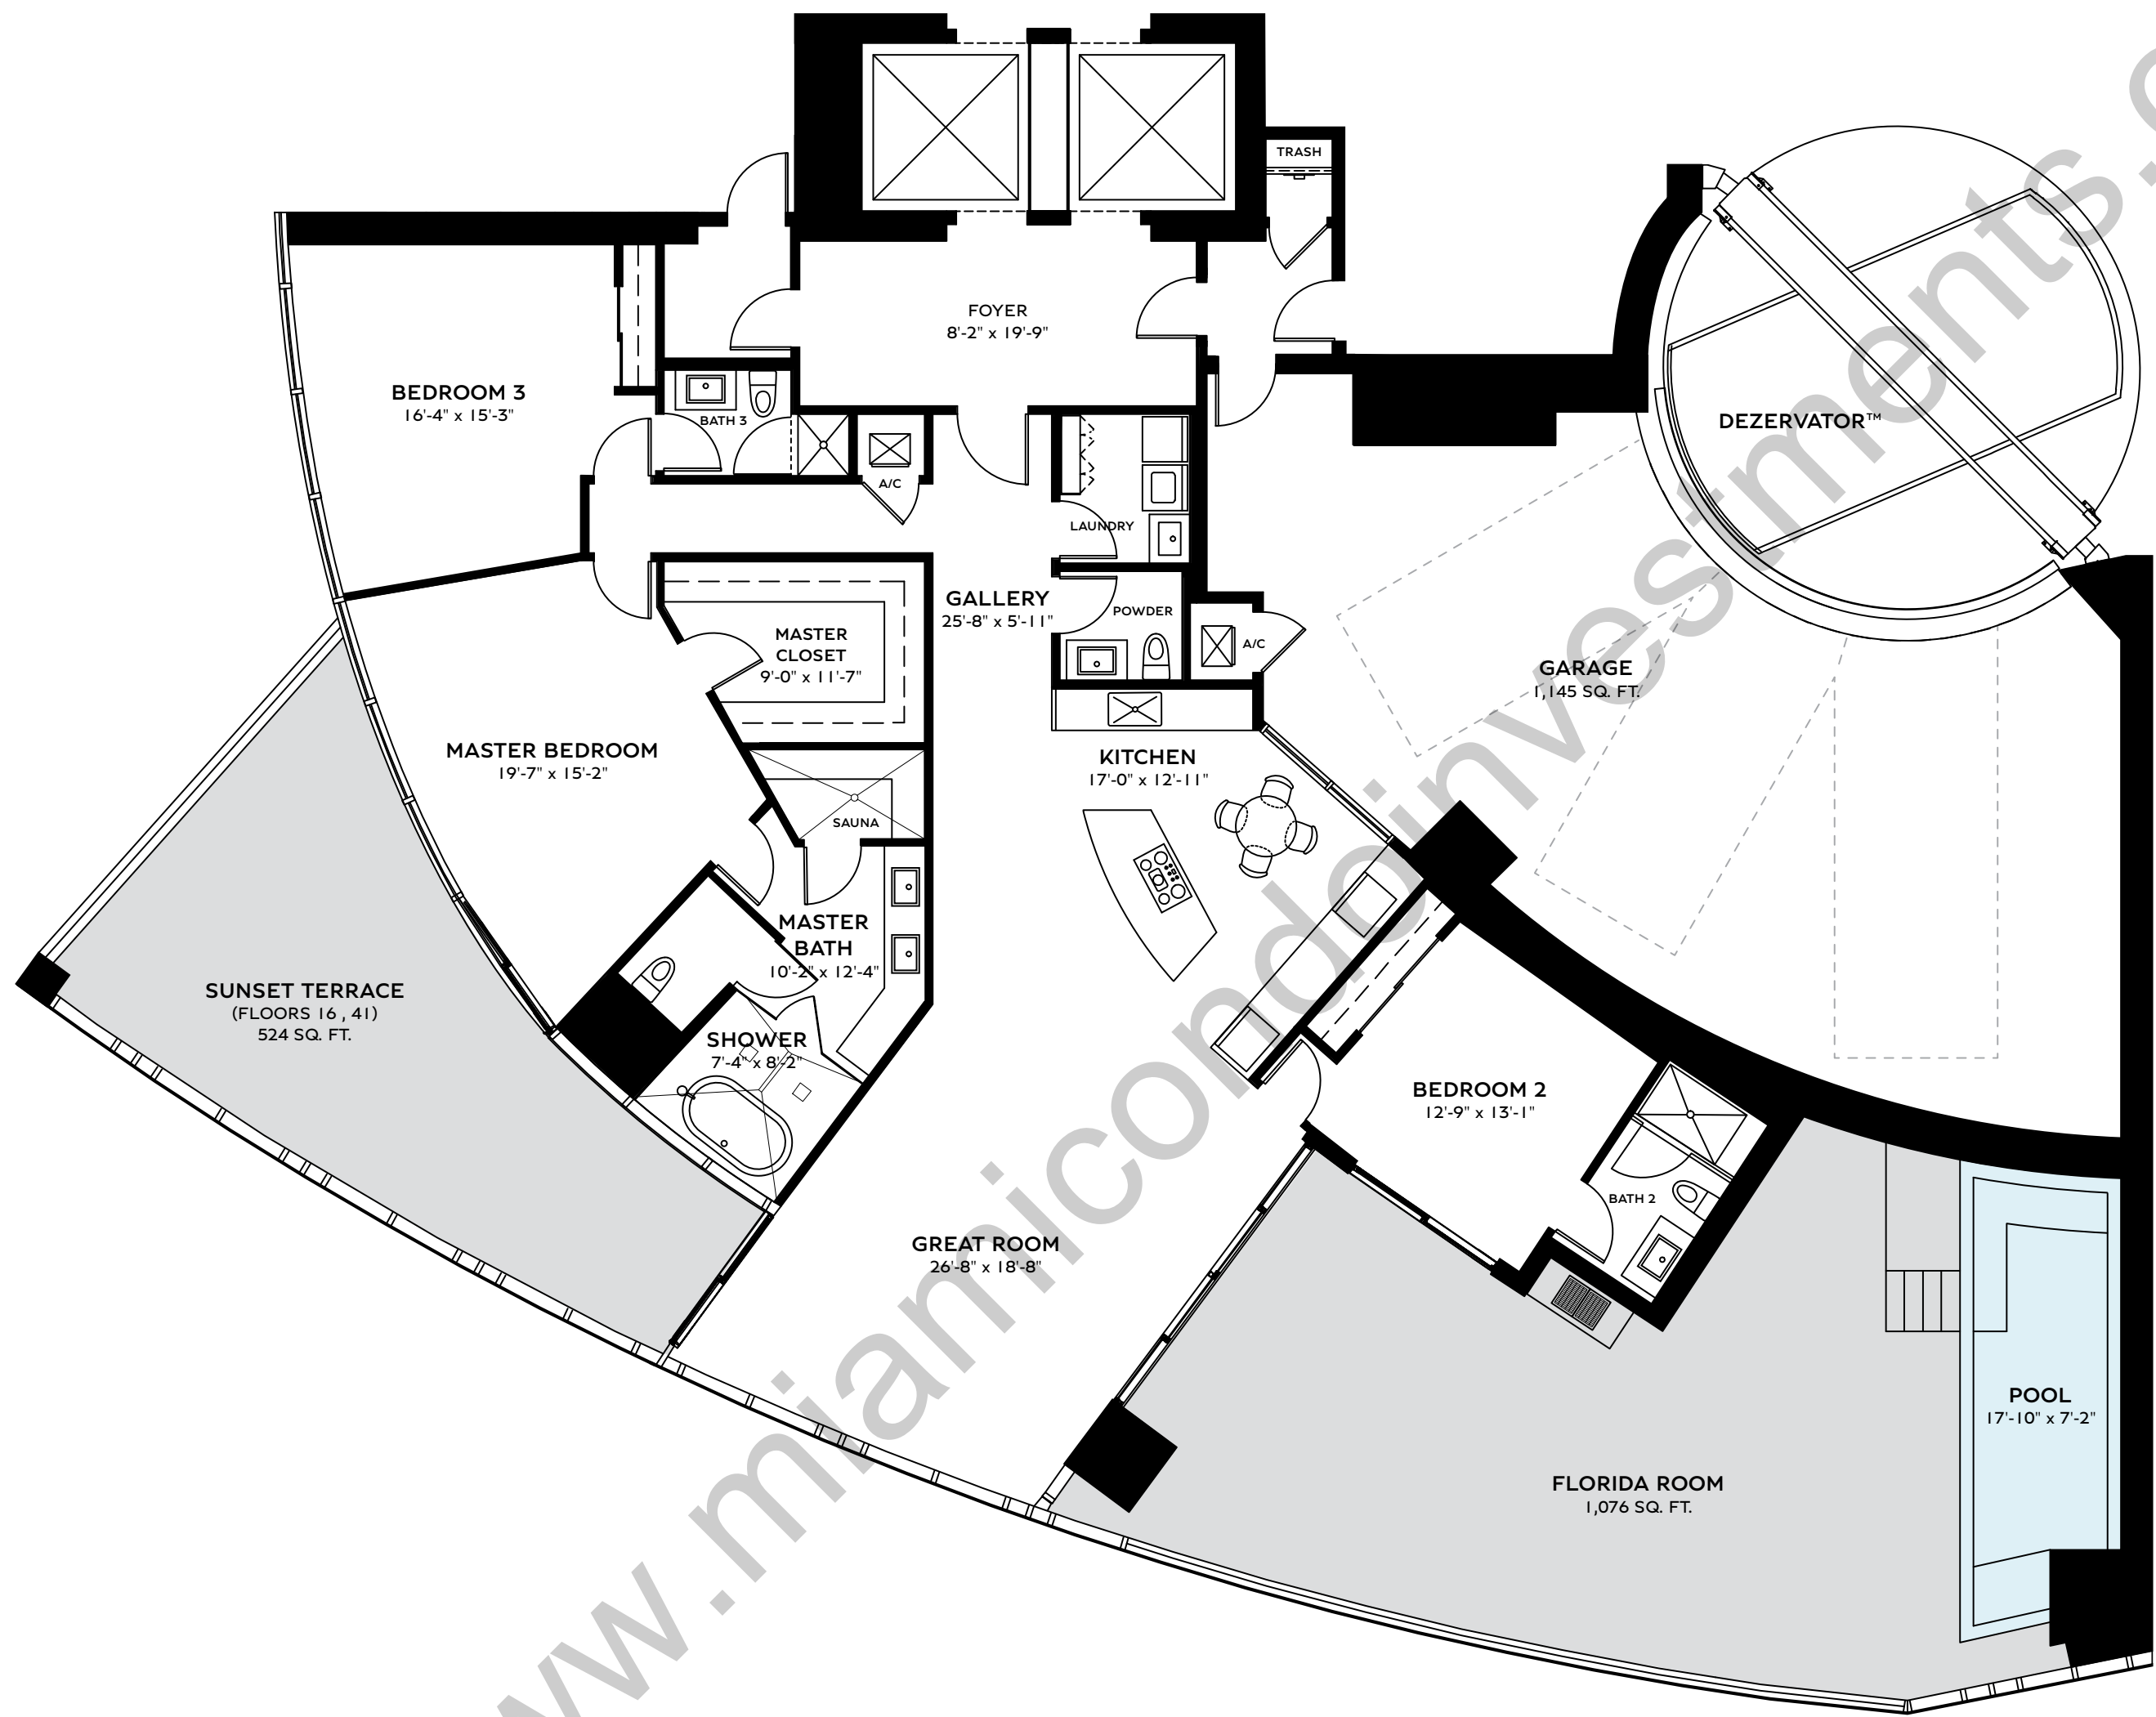 TRASH
FOYER
8'-2" x 19'-9"
BEDROOM 3
16'-4" x 15'-3"
BATH 3
DEZERVATOR™
A/C
LAUNDRY
GALLERY
25'-8" x 5'-11"
POWDER
MASTER
CLOSET
9'-0" x 11'-7"
A/C
GARAGE
1,145 SQ. FT.
MASTER BEDROOM
19'-7" x 15'-2"
KITCHEN
17'-0" x 12'-11"
SAUNA
MASTER
BATH
10'-2" x 12'-4"
SUNSET TERRACE
(FLOORS 16 , 41)
524 SQ. FT.
SHOWER
7'-4" x 8'-2"
BEDROOM 2
12'-9" x 13'-1"
BATH 2
GREAT ROOM
26'-8" x 18'-8"
POOL
17'-10" x 7'-2"
FLORIDA ROOM
1,076 SQ. FT.
w.miamicondoinvestments.c